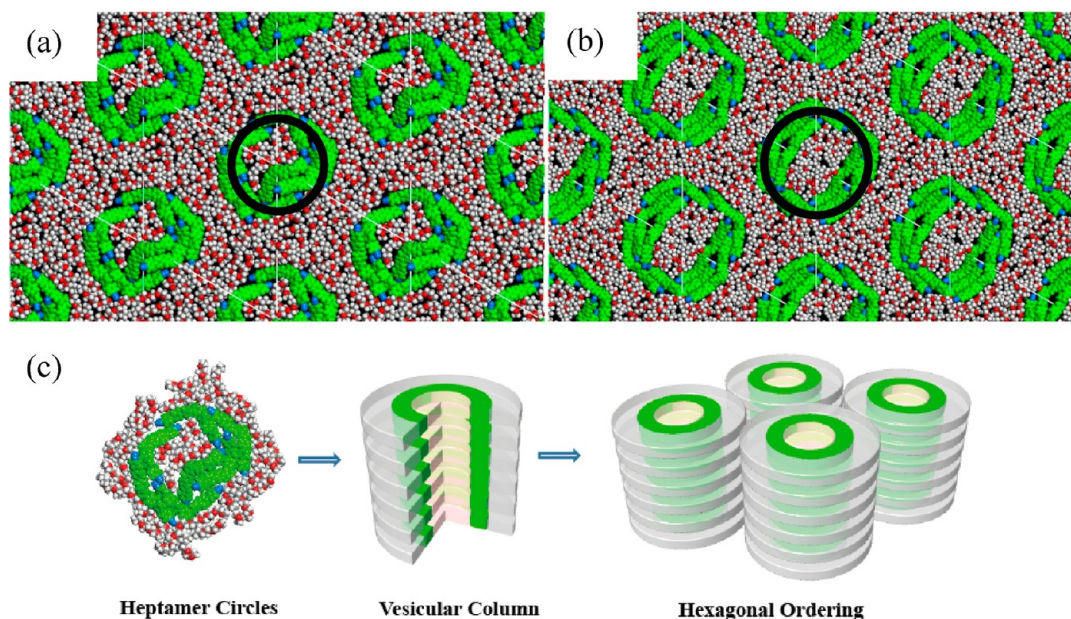 (a)
(b)
(c)
Heptamer Circles
Vesicular Column
Hexagonal Ordering